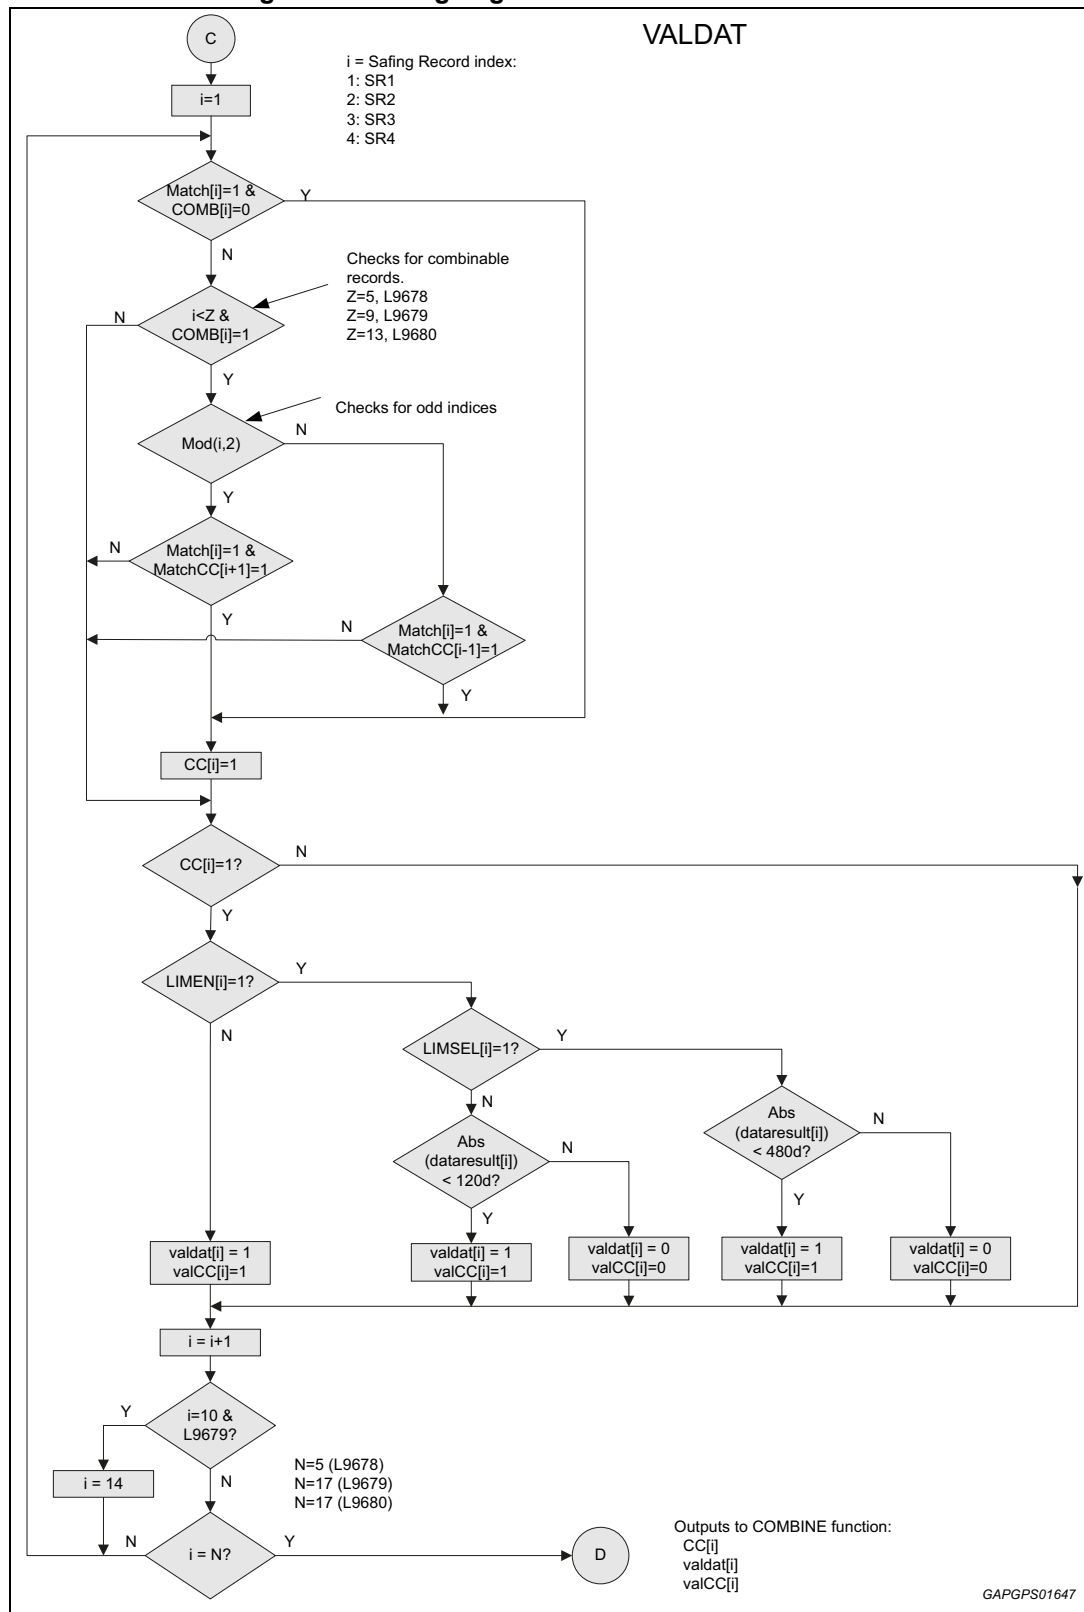 VALDAT
C
i = Safing Record index:
1: SR1
2: SR2
3: SR3
4: SR4
i=1
Match[i]=1 &
COMB[i]=0
Y
N
Checks for combinable
records.
Z=5, L9678
Z=9, L9679
Z=13, L9680
i<Z &
COMB[i]=1
N
Y
Checks for odd indices
Mod(i,2)
N
Y
Match[i]=1 &
MatchCC[i+1]=1
N
Y
Match[i]=1 &
MatchCC[i-1]=1
N
Y
CC[i]=1
CC[i]=1?
N
Y
LIMEN[i]=1?
Y
N
LIMSEL[i]=1?
Y
N
Abs
(dataresult[i])
< 120d?
N
Y
Abs
(dataresult[i])
< 480d?
N
Y
valdat[i] = 1
valCC[i]=1
valdat[i] = 1
valCC[i]=1
valdat[i] = 0
valCC[i]=0
valdat[i] = 1
valCC[i]=1
valdat[i] = 0
valCC[i]=0
i = i+1
i=10 &
L9679?
Y
N
i = 14
N=5 (L9678)
N=17 (L9679)
N=17 (L9680)
i = N?
N
Y
D
Outputs to COMBINE function:
CC[i]
valdat[i]
valCC[i]
GAPGPS01647